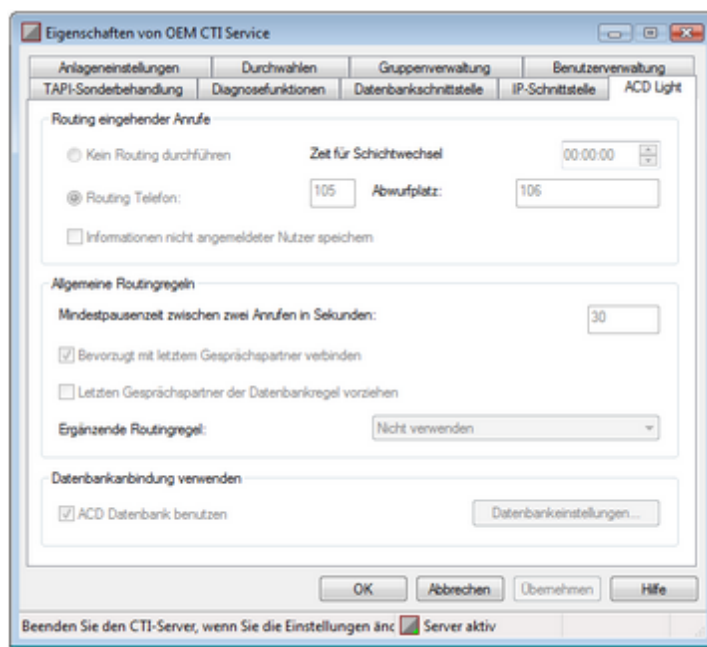 Eigenschaften von OEM CTI Service
Anlageneinstellungen Durchwahlen Gruppenverwaltung Benutzerverwaltung
TAPI-Sonderbehandlung Diagnosefunktionen Datenbankschnittstelle IP-Schnittstelle ACD Light
Routing eingehender Anrufe
Kein Routing durchführen Zeit für Schichtwechsel 00:00:00
Routing Telefon: 105 Abwurfplatz: 106
Informationen nicht angemeldeter Nutzer speichern
Allgemeine Routingregeln
Mindestpausenzeit zwischen zwei Anrufen in Sekunden: 30
Bevorzugt mit letztem Gesprächspartner verbinden
Letzten Gesprächspartner der Datenbankregel vorziehen
Ergänzende Routingregel: Nicht verwenden
Datenbankanbindung verwenden
ACD Datenbank benutzen Datenbankeinstellungen...
OK Abbrechen Übernehmen Hilfe
Beenden Sie den CTI-Server, wenn Sie die Einstellungen änc Server aktiv